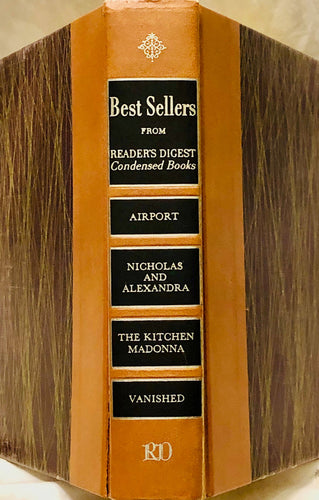 Best Sellers
FROM
READER'S DIGEST
Condensed Books
AIRPORT
NICHOLAS
AND
ALEXANDRA
THE KITCHEN
MADONNA
VANISHED
RD